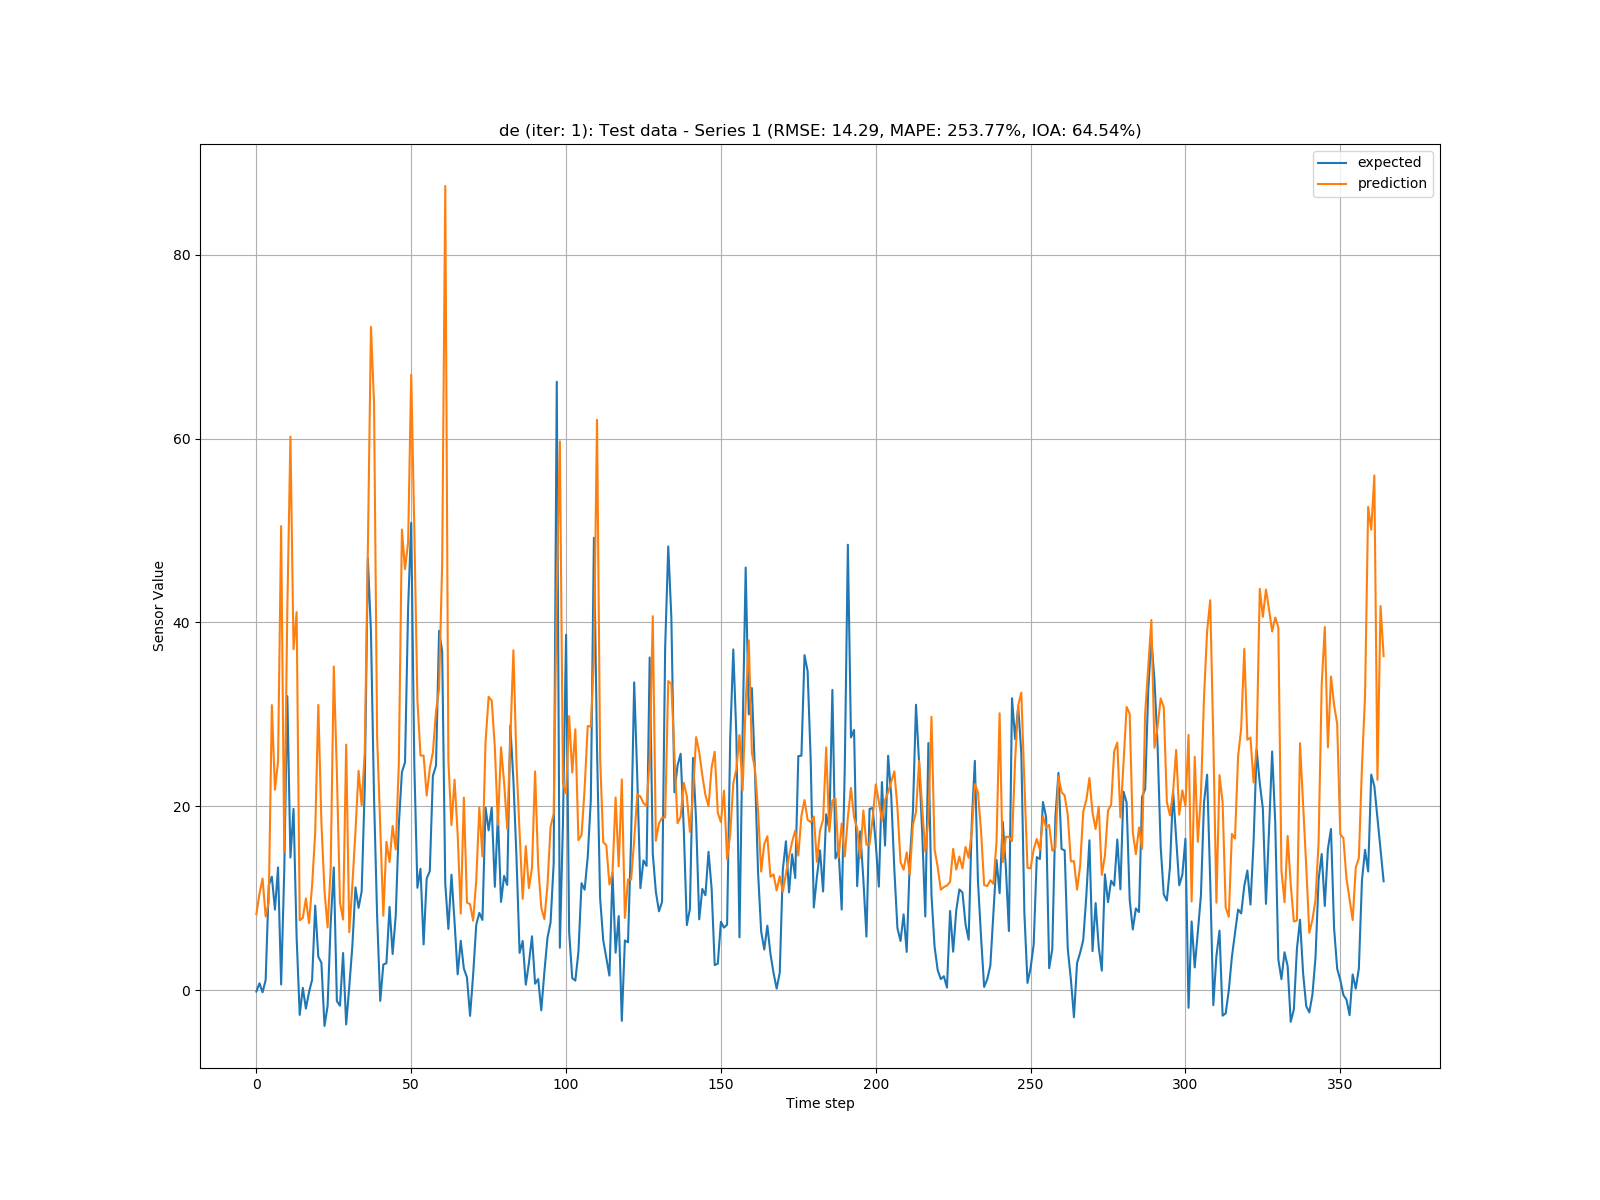 de (iter: 1): Test data - Series 1 (RMSE: 14.29, MAPE: 253.77%, IOA: 64.54%)
expected
prediction
80
60
40
20
0
Sensor Value
0 50 100 150 200 250 300 350
Time step